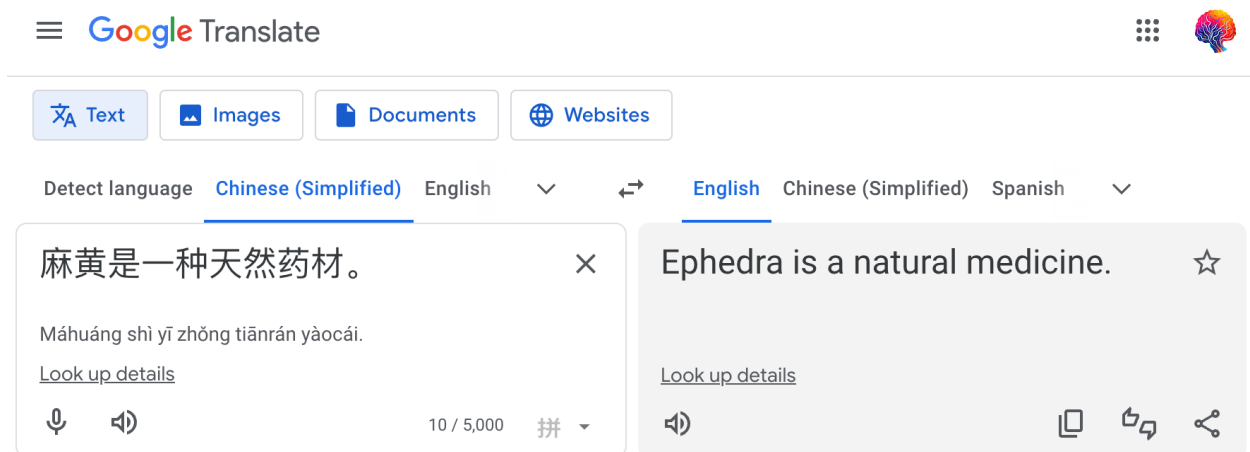 Google Translate
Text Images Documents Websites
Detect language Chinese (Simplified) English English Chinese (Simplified) Spanish
麻黄是一种天然药材。
Ephedra is a natural medicine.
Máhuáng shì yī zhǒng tiānrán yàocái.
Look up details
Look up details
10 / 5,000 拼